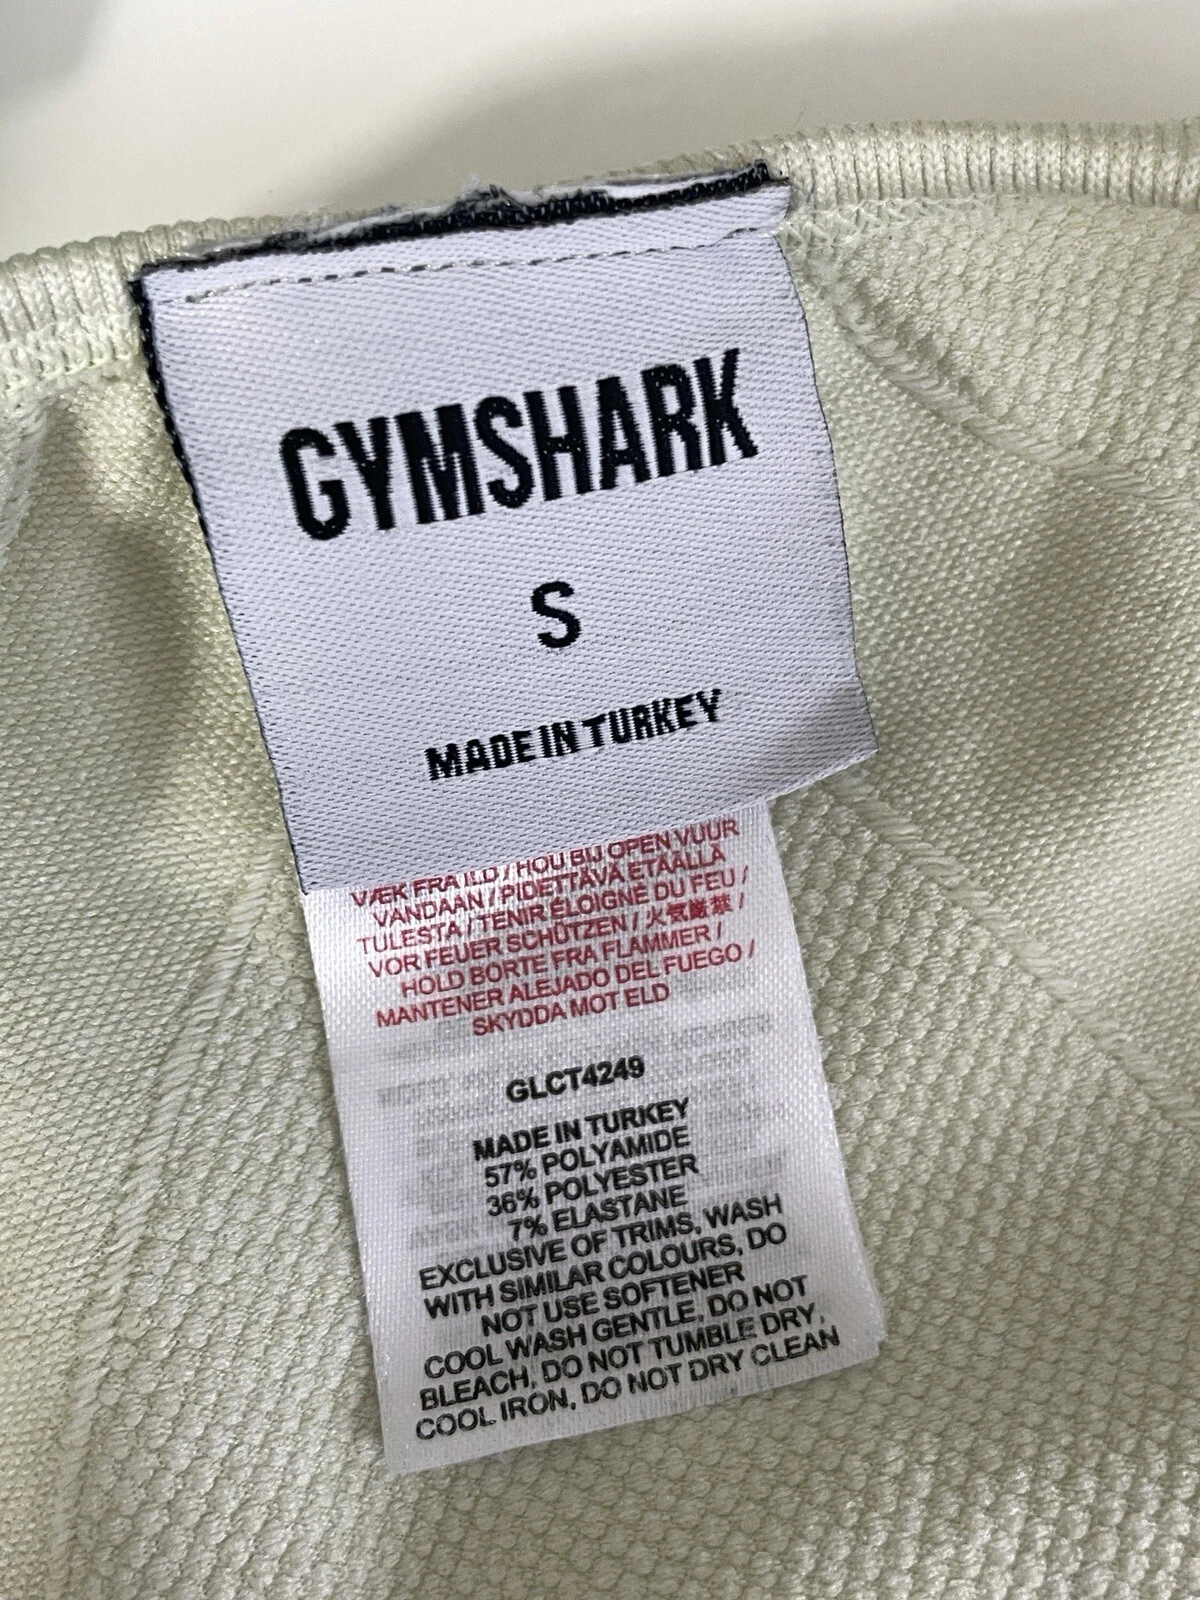 GYMSHARK
S
MADE IN TURKEY
VÆK FRA ILD / HOU BIJ OPEN VUUR
VANDAAN / PIDETTÄVÄ ETÄÄLLÄ
TULESTA / TENIR ÉLOIGNÉ DU FEU /
VOR FEUER SCHÜTZEN / 火気厳禁 /
HOLD BORTE FRA FLAMMER /
MANTENER ALEJADO DEL FUEGO /
SKYDDA MOT ELD
GLCT4249
MADE IN TURKEY
57% POLYAMIDE
36% POLYESTER
7% ELASTANE
EXCLUSIVE OF TRIMS, WASH
WITH SIMILAR COLOURS, DO
NOT USE SOFTENER
COOL WASH GENTLE, DO NOT
BLEACH, DO NOT TUMBLE DRY,
COOL IRON, DO NOT DRY CLEAN